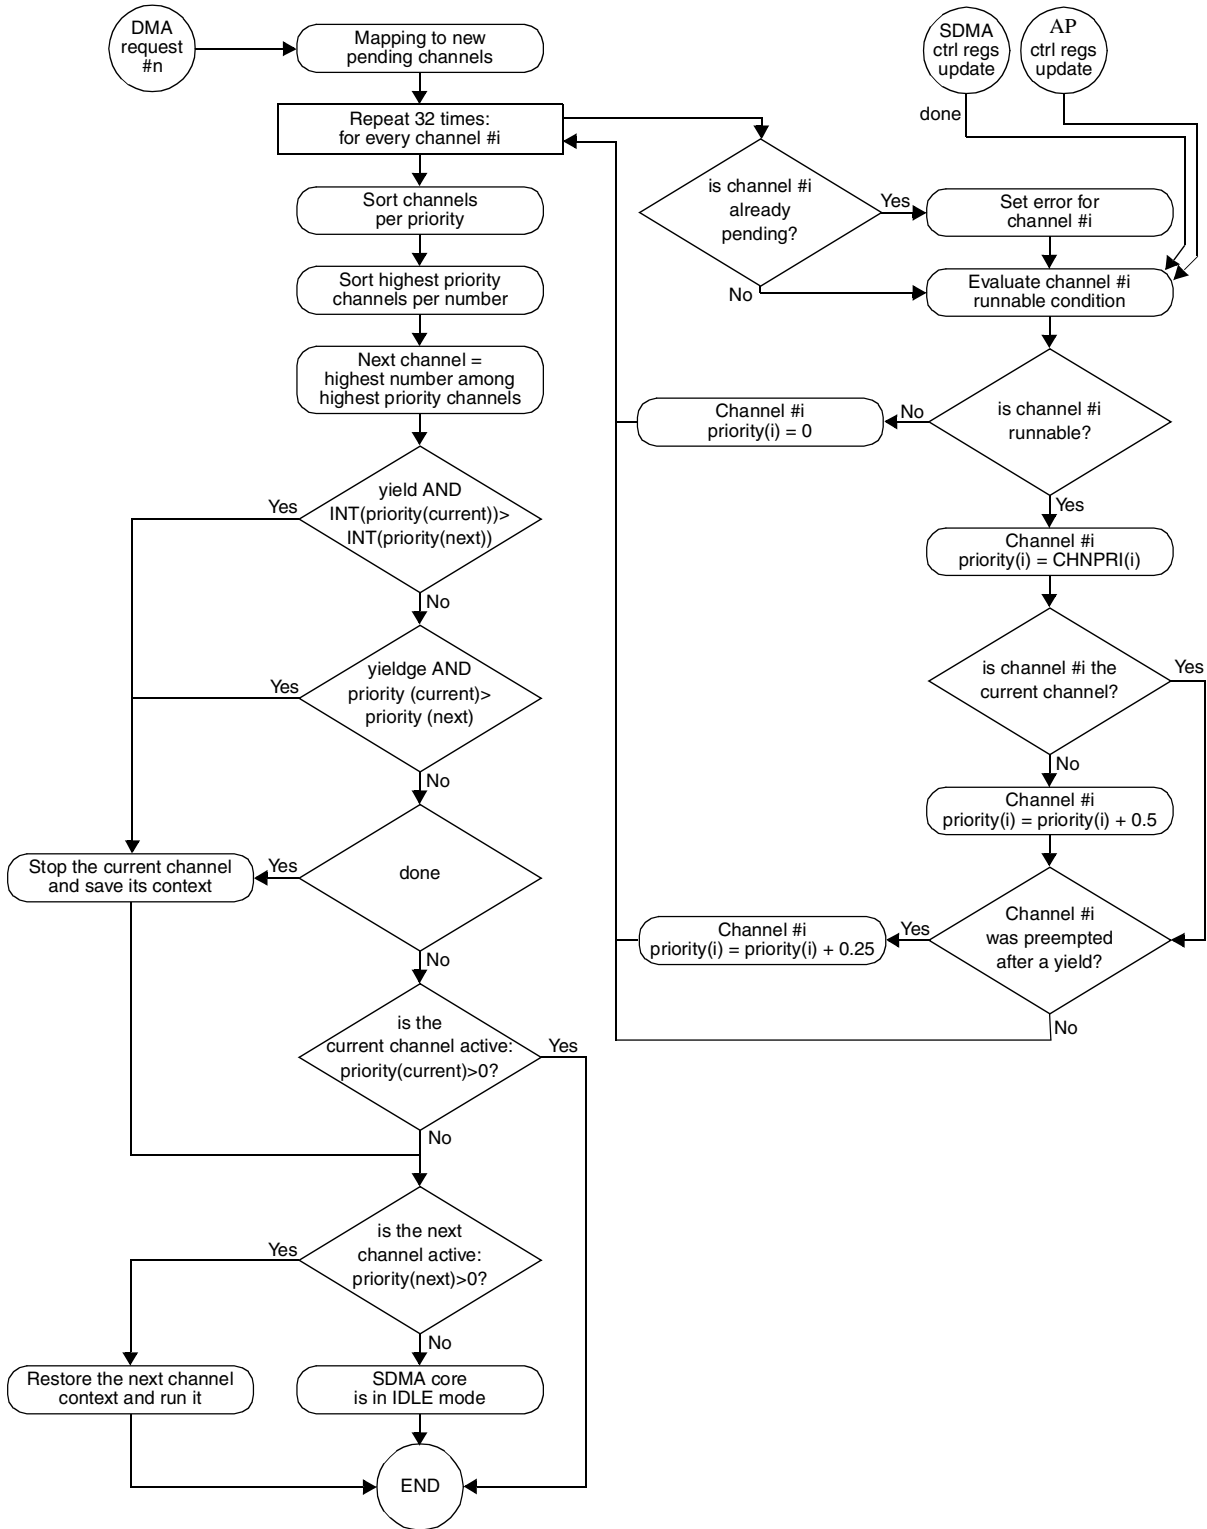 DMA
request
#n
Mapping to new
pending channels
SDMA
ctrl regs
update
AP
ctrl regs
update
done
Repeat 32 times:
for every channel #i
is channel #i
already
pending?
Yes
No
Set error for
channel #i
Sort channels
per priority
Evaluate channel #i
runnable condition
Sort highest priority
channels per number
Next channel =
highest number among
highest priority channels
is channel #i
runnable?
No
Yes
Channel #i
priority(i) = 0
yield AND
INT(priority(current))>
INT(priority(next))
Yes
No
Channel #i
priority(i) = CHNPRI(i)
is channel #i the
current channel?
Yes
No
yieldge AND
priority (current)>
priority (next)
Yes
No
Channel #i
priority(i) = priority(i) + 0.5
done
Yes
No
Stop the current channel
and save its context
Channel #i
was preempted
after a yield?
Yes
No
Channel #i
priority(i) = priority(i) + 0.25
is the
current channel active:
priority(current)>0?
Yes
No
is the next
channel active:
priority(next)>0?
Yes
No
Restore the next channel
context and run it
SDMA core
is in IDLE mode
END